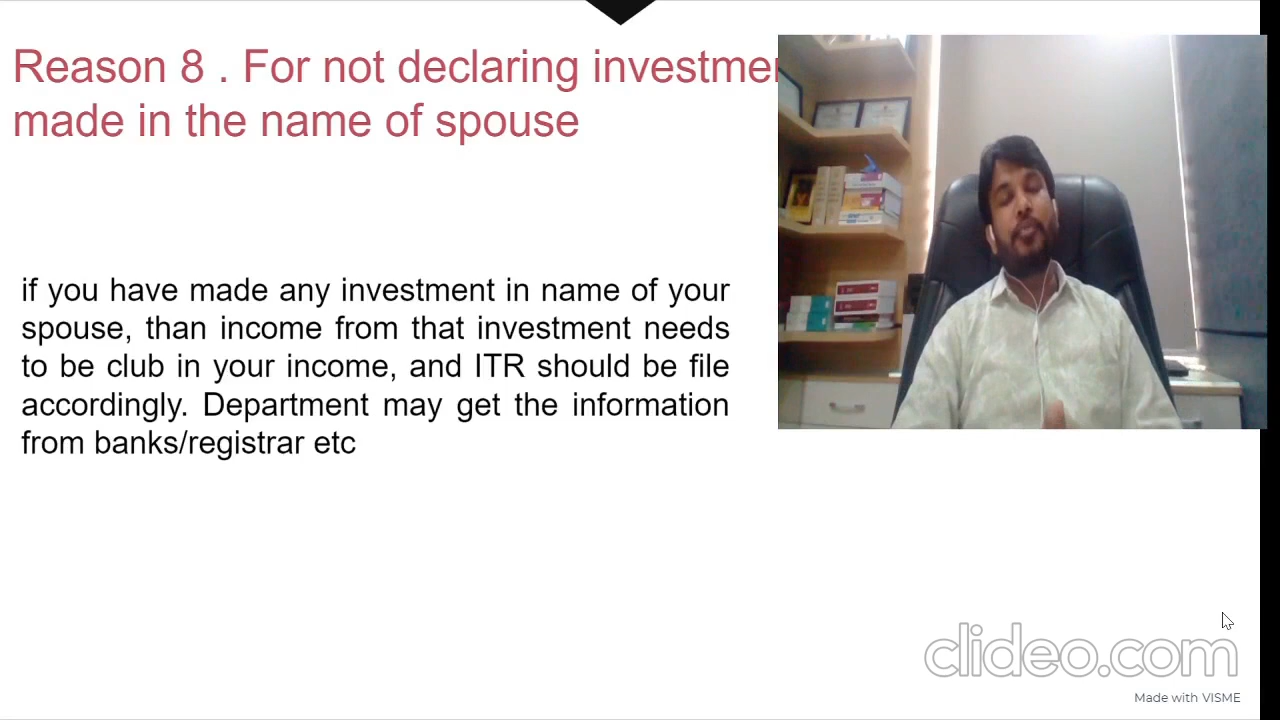 Reason 8 . For not declaring investme
made in the name of spouse
if you have made any investment in name of your
spouse, than income from that investment needs
to be club in your income, and ITR should be file
accordingly. Department may get the information
from banks/registrar etc
clideo.com
Made with VISME